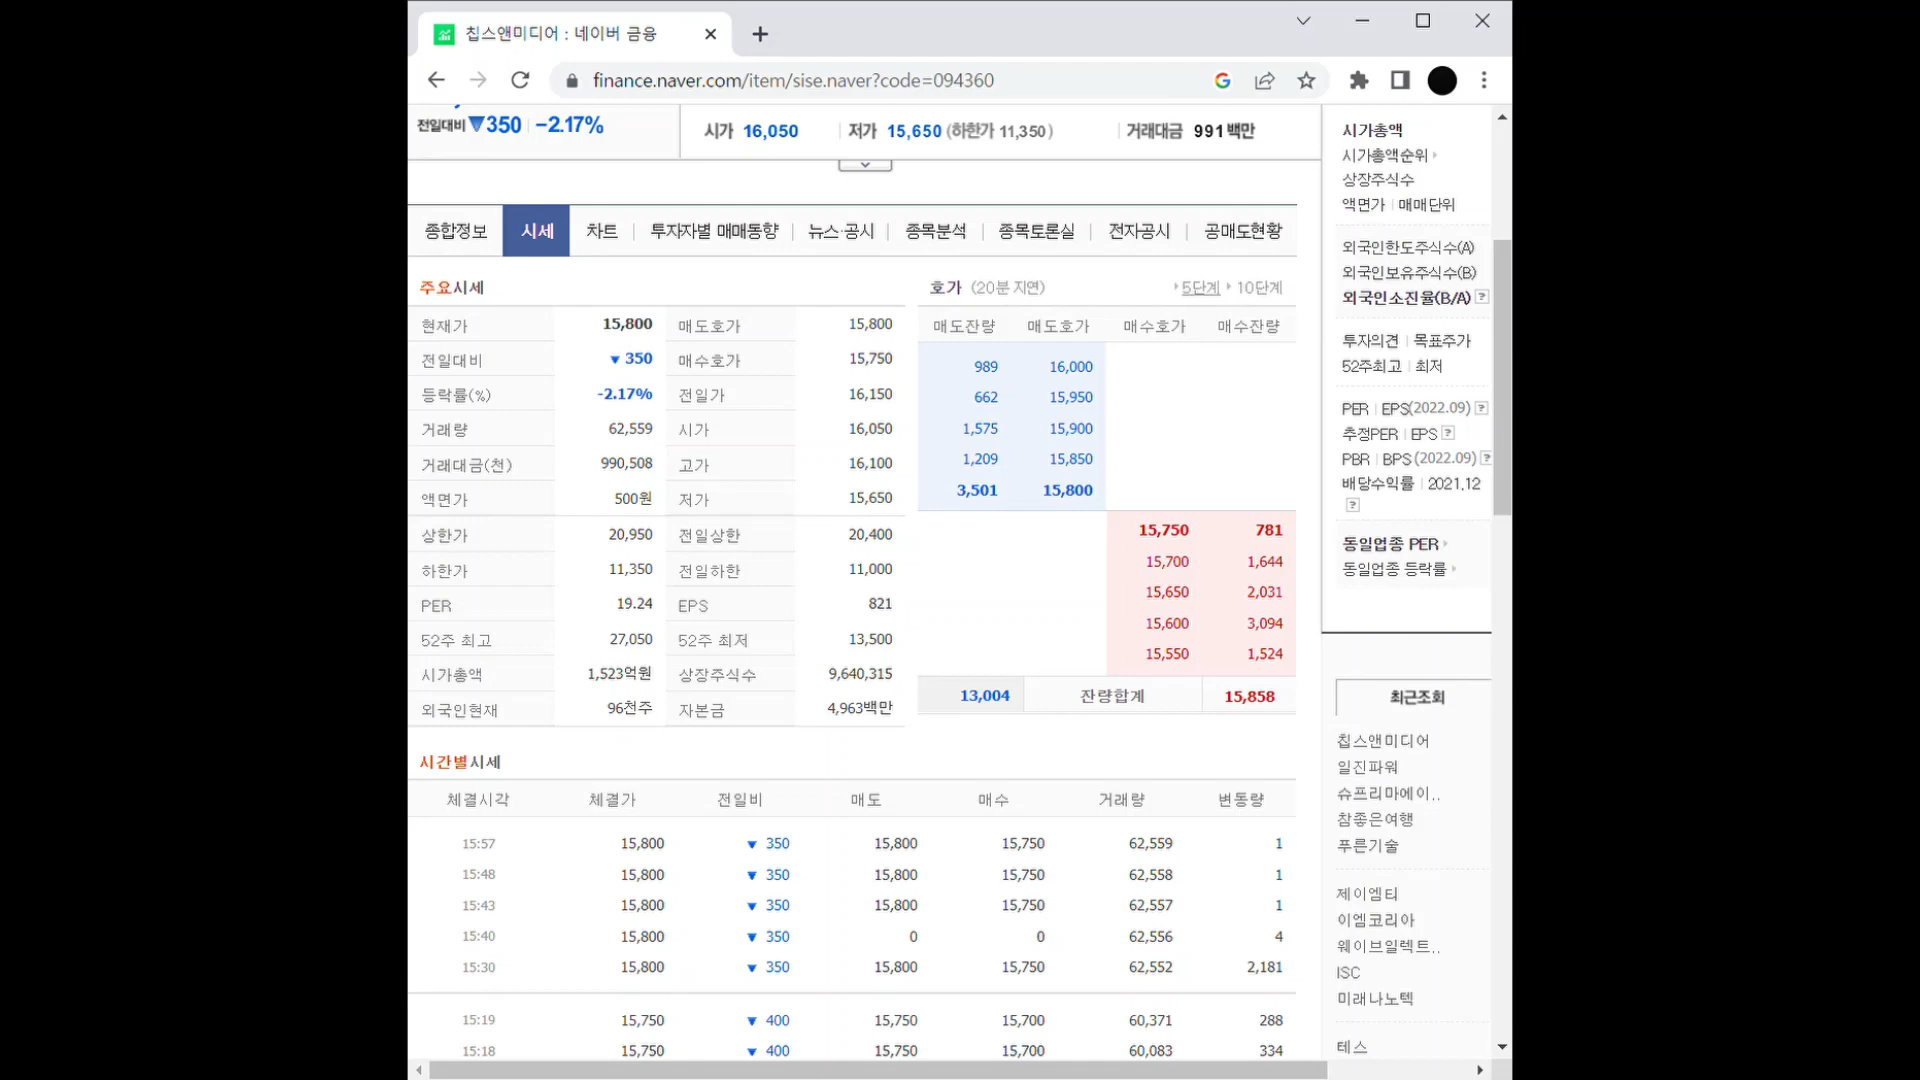 칩스앤미디어 : 네이버 금융
finance.naver.com/item/sise.naver?code=094360
전일대비 ▼350 -2.17%
시가 16,050 저가 15,650 (하한가 11,350) 거래대금 991백만
종합정보 시세 차트 투자자별 매매동향 뉴스·공시 종목분석 종목토론실 전자공시 공매도현황
주요시세
현재가 15,800 매도호가 15,800
전일대비 ▼ 350 매수호가 15,750
등락률(%) -2.17% 전일가 16,150
거래량 62,559 시가 16,050
거래대금(천) 990,508 고가 16,100
액면가 500원 저가 15,650
상한가 20,950 전일상한 20,400
하한가 11,350 전일하한 11,000
PER 19.24 EPS 821
52주 최고 27,050 52주 최저 13,500
시가총액 1,523억원 상장주식수 9,640,315
외국인현재 96천주 자본금 4,963백만
호가 (20분 지연) 5단계 10단계
매도잔량 매도호가 매수호가 매수잔량
989 16,000
662 15,950
1,575 15,900
1,209 15,850
3,501 15,800
15,750 781
15,700 1,644
15,650 2,031
15,600 3,094
15,550 1,524
13,004 잔량합계 15,858
시간별시세
체결시각 체결가 전일비 매도 매수 거래량 변동량
15:57 15,800 ▼ 350 15,800 15,750 62,559 1
15:48 15,800 ▼ 350 15,800 15,750 62,558 1
15:43 15,800 ▼ 350 15,800 15,750 62,557 1
15:40 15,800 ▼ 350 0 0 62,556 4
15:30 15,800 ▼ 350 15,800 15,750 62,552 2,181
15:19 15,750 ▼ 400 15,750 15,700 60,371 288
15:18 15,750 ▼ 400 15,750 15,700 60,083 334
시가총액
시가총액순위
상장주식수
액면가 매매단위
외국인한도주식수(A)
외국인보유주식수(B)
외국인소진율(B/A) ?
투자의견 목표주가
52주최고 최저
PER EPS(2022.09) ?
추정PER EPS ?
PBR BPS (2022.09) ?
배당수익률 2021.12
?
동일업종 PER
동일업종 등락률
최근조회
칩스앤미디어
일진파워
슈프리마에이..
참좋은여행
푸른기술
제이엠티
이엠코리아
웨이브일렉트..
ISC
미래나노텍
테스